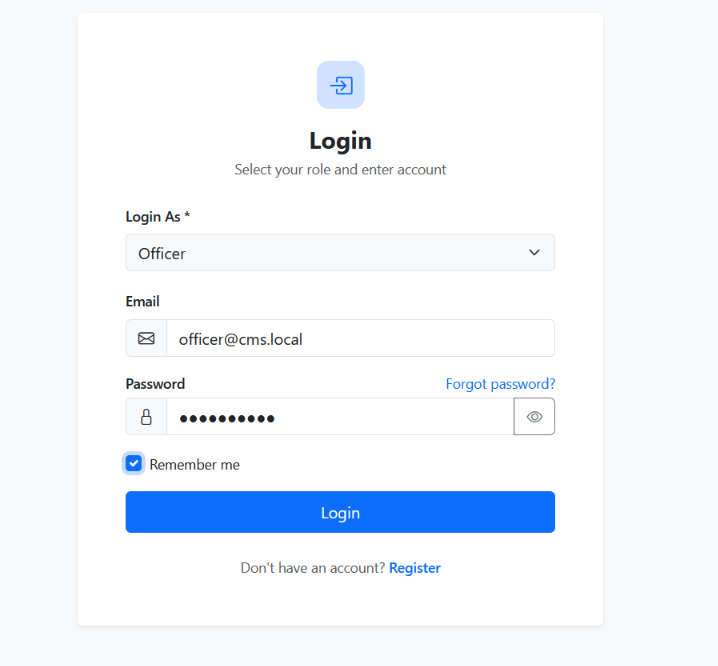 Login
Select your role and enter account
Login As *
Officer
Email
officer@cms.local
Password Forgot password?
●●●●●●●●●●
Remember me
Login
Don't have an account? Register